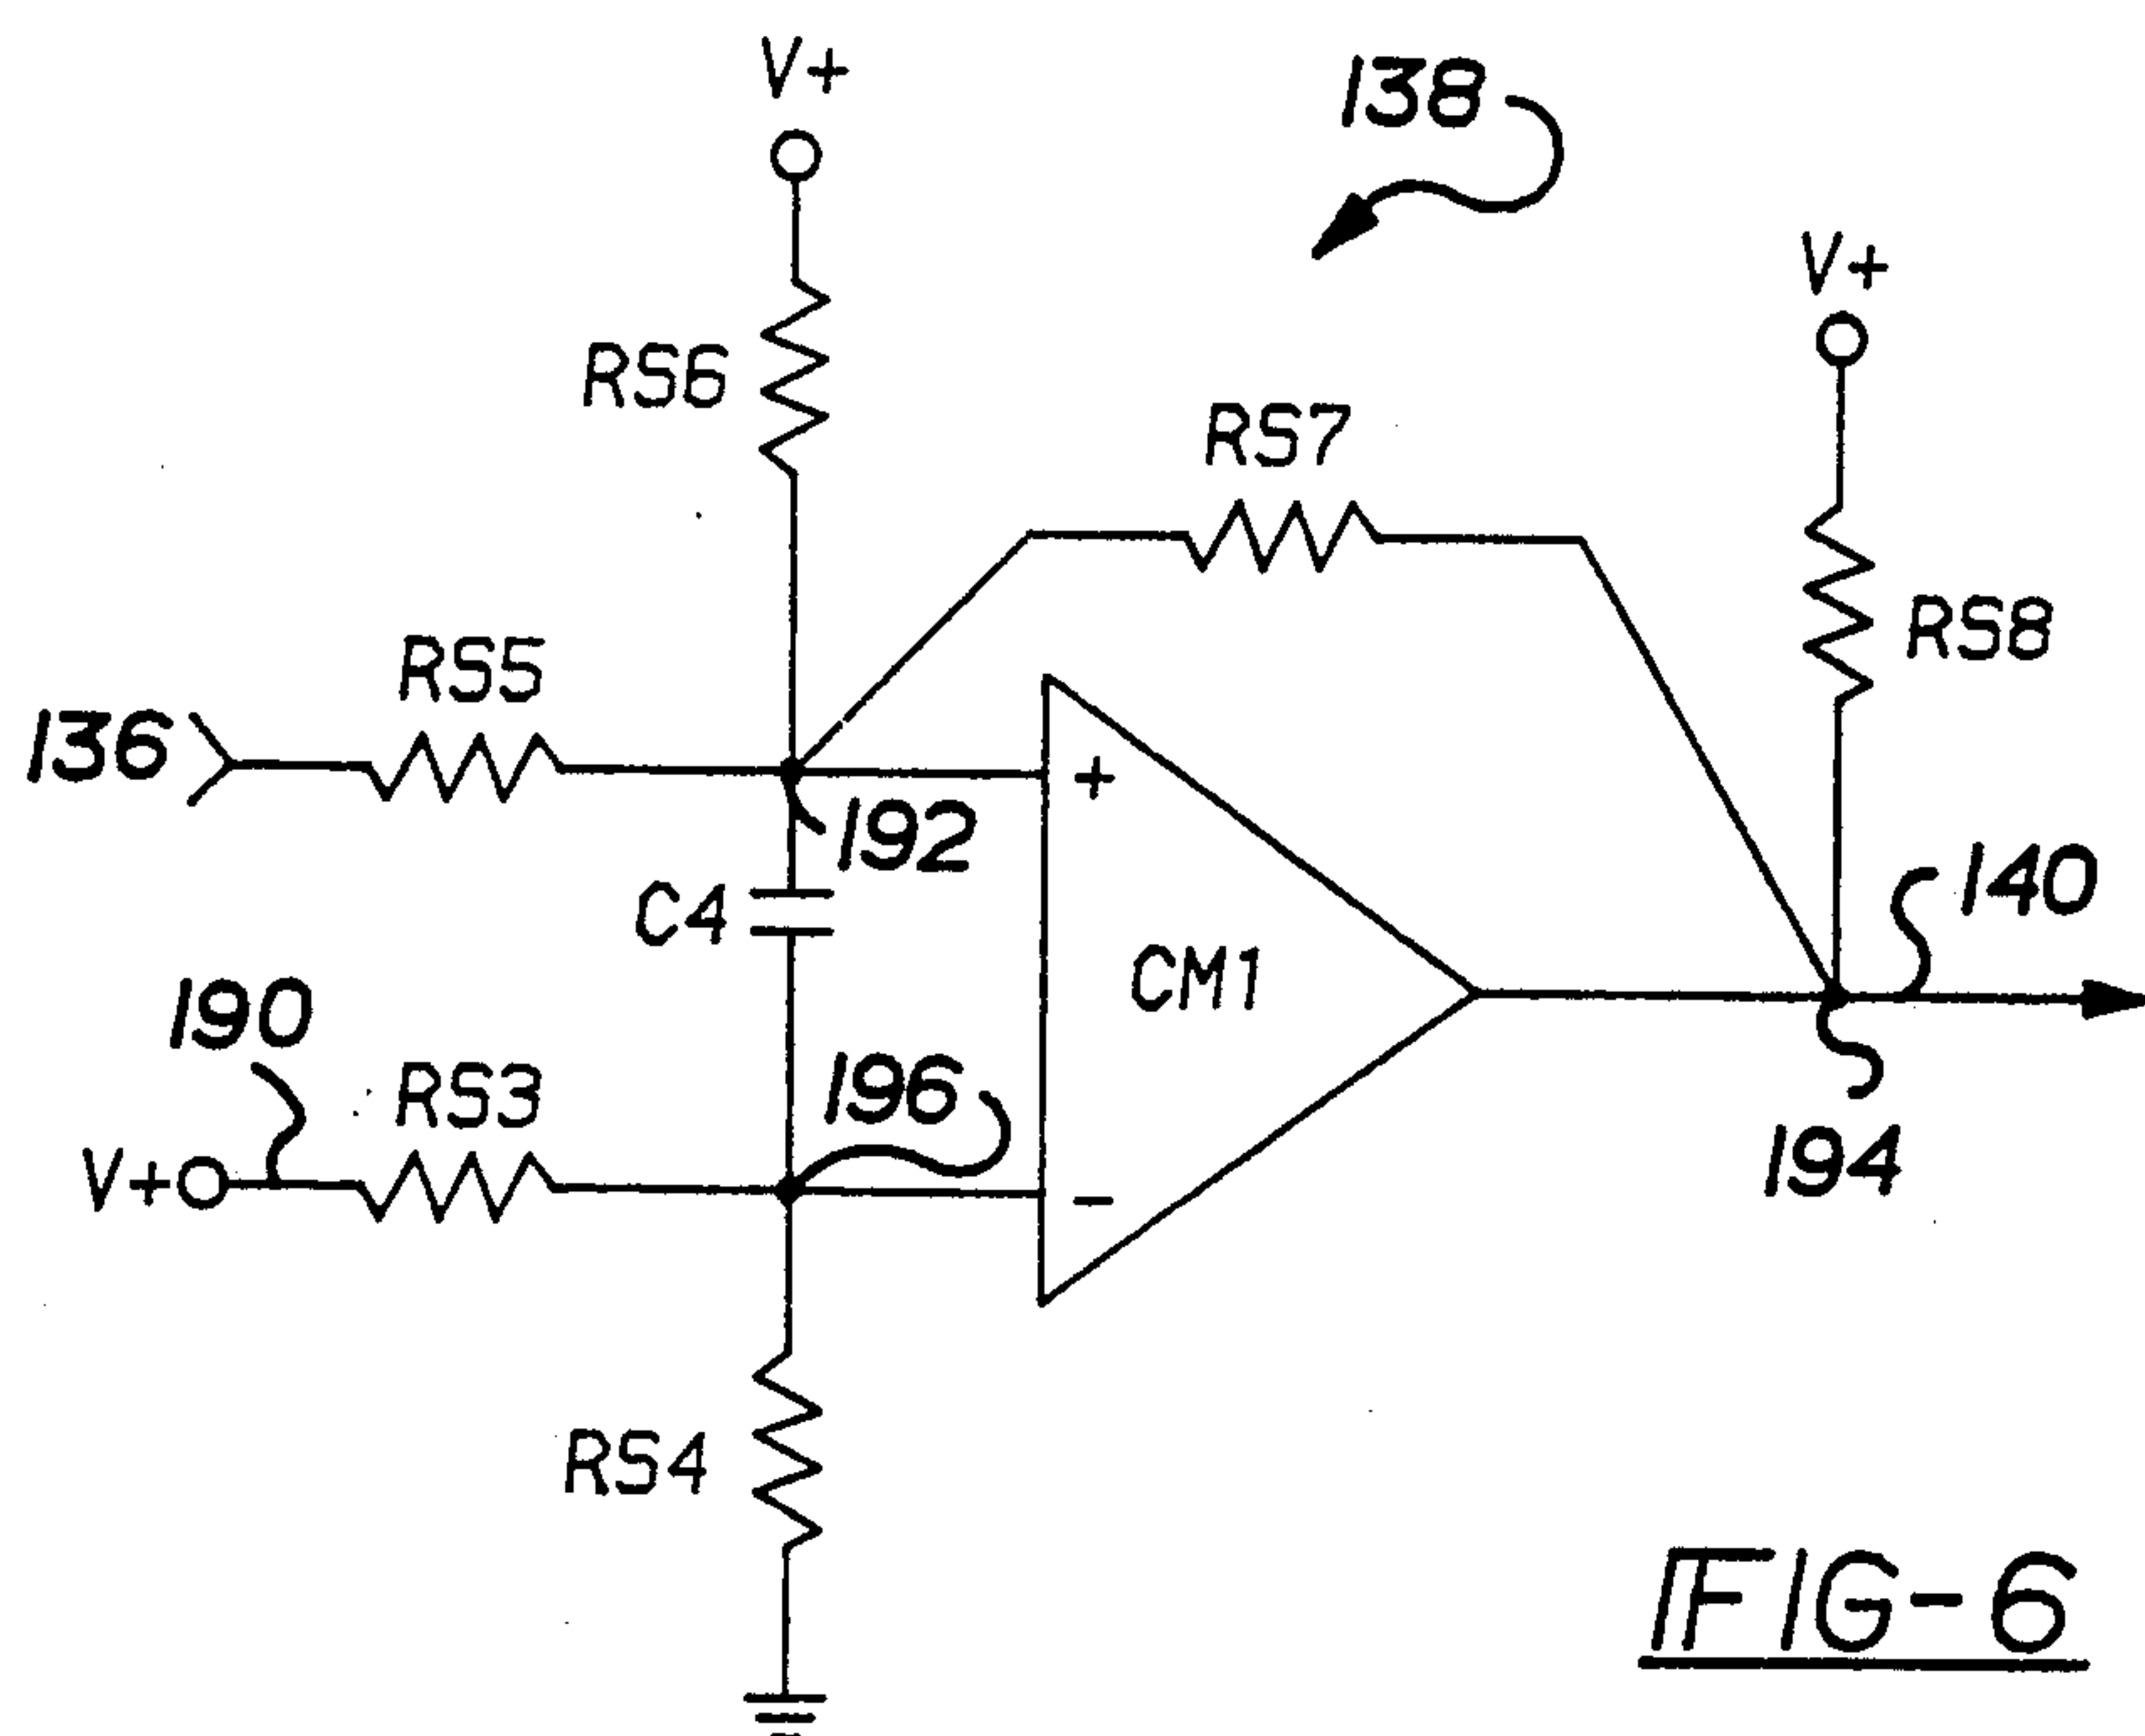 V+
138
V+
RS6
RS7
RS8
RS5
136
+
192
140
C4
CM1
190
196
RS3
V+
-
194
RS4
FIG-6